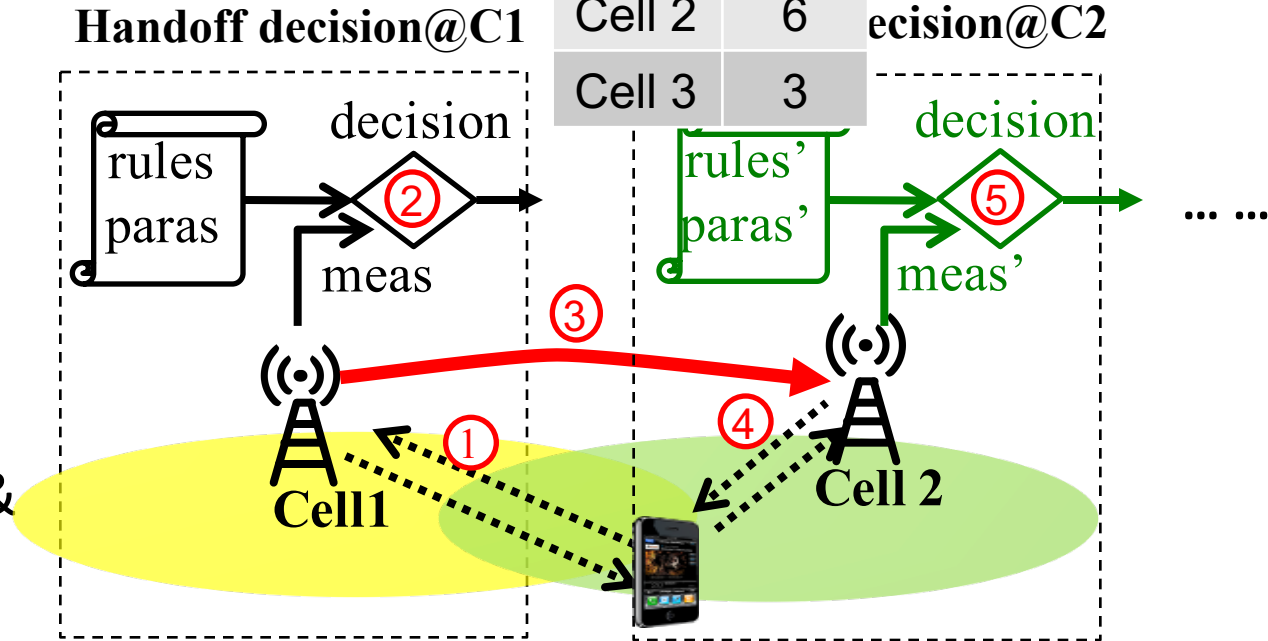 Handoff decision@C1
Cell 2 6
ecision@C2
Cell 3 3
decision
rules
paras
②
meas
decision
rules’
paras’
⑤
meas’
... ...
③
①
④
&
Cell1
Cell 2